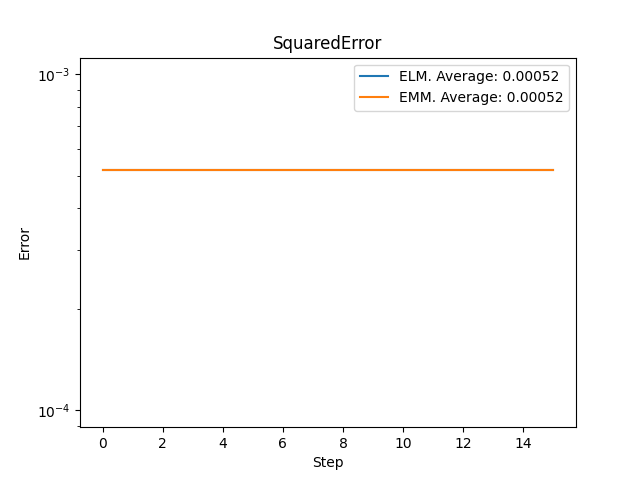 SquaredError
ELM. Average: 0.00052
EMM. Average: 0.00052
10⁻³
10⁻⁴
Error
0 2 4 6 8 10 12 14
Step